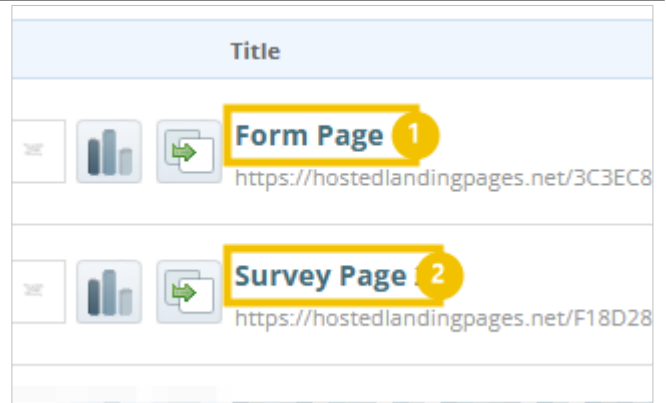 Title
Form Page 1
https://hostedlandingpages.net/3C3EC8
Survey Page 2
https://hostedlandingpages.net/F18D28